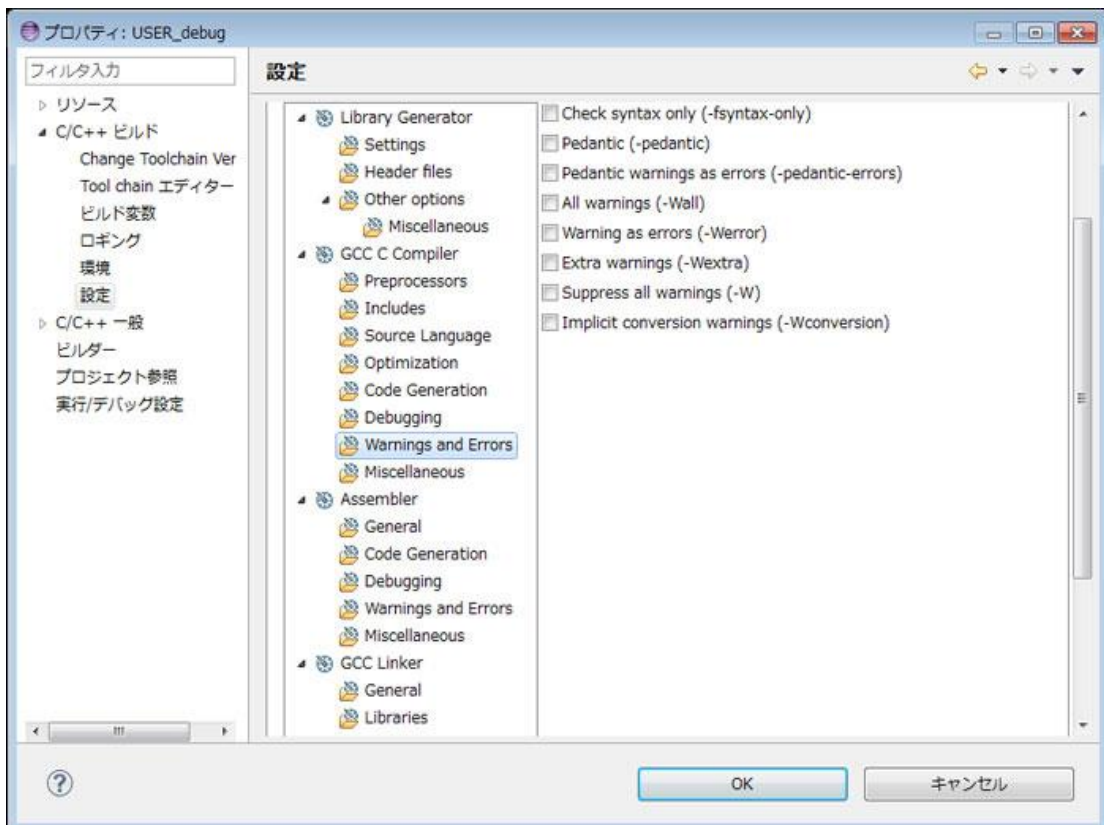 プロパティ: USER_debug
フィルタ入力
設定
リソース
C/C++ ビルド
Change Toolchain Ver
Tool chain エディター
ビルド変数
ロギング
環境
設定
C/C++ 一般
ビルダー
プロジェクト参照
実行/デバッグ設定
Library Generator
Settings
Header files
Other options
Miscellaneous
GCC C Compiler
Preprocessors
Includes
Source Language
Optimization
Code Generation
Debugging
Warnings and Errors
Miscellaneous
Assembler
General
Code Generation
Debugging
Warnings and Errors
Miscellaneous
GCC Linker
General
Libraries
Check syntax only (-fsyntax-only)
Pedantic (-pedantic)
Pedantic warnings as errors (-pedantic-errors)
All warnings (-Wall)
Warning as errors (-Werror)
Extra warnings (-Wextra)
Suppress all warnings (-W)
Implicit conversion warnings (-Wconversion)
OK
キャンセル